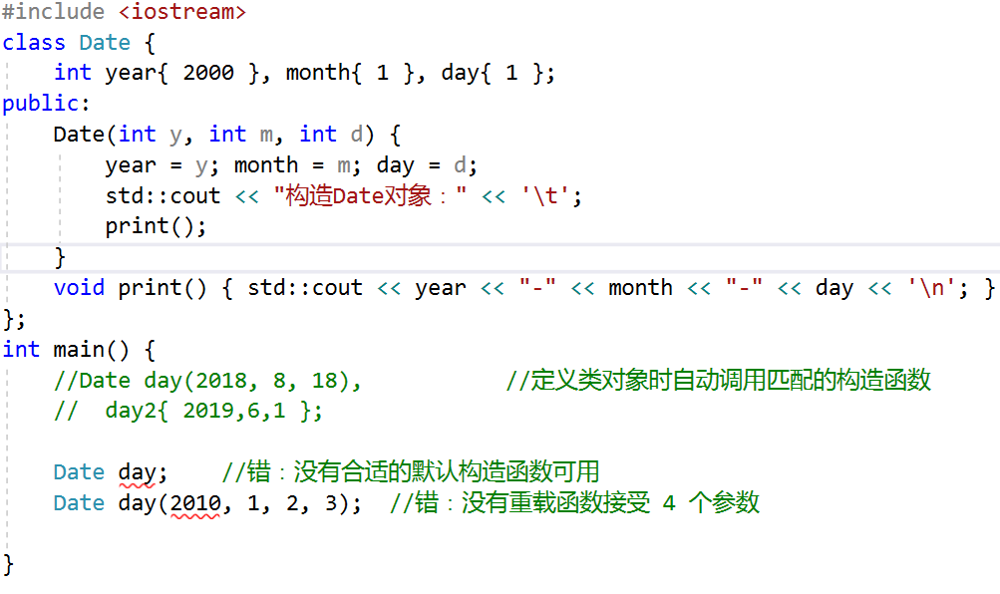 #include <iostream>
class Date {
    int year{ 2000 }, month{ 1 }, day{ 1 };
public:
    Date(int y, int m, int d) {
        year = y; month = m; day = d;
        std::cout << "构造Date对象：" << '\t';
        print();
    }
    void print() { std::cout << year << "-" << month << "-" << day << '\n'; }
};
int main() {
    //Date day(2018, 8, 18),         //定义类对象时自动调用匹配的构造函数
    //  day2{ 2019,6,1 };
    Date day;    //错：没有合适的默认构造函数可用
    Date day(2010, 1, 2, 3);  //错：没有重载函数接受 4 个参数
}